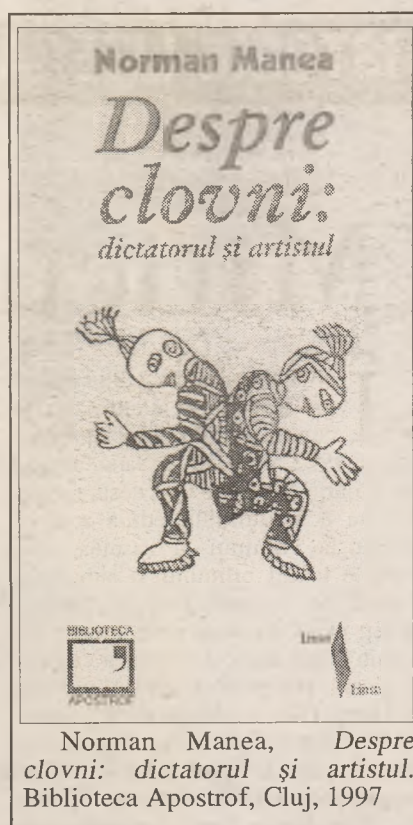 Norman Manea
Despre
clovni:
dictatorul și artistul
BIBLIOTECA
APOSTROF
Norman Manea, Despre
clovni: dictatorul și artistul.
Biblioteca Apostrof, Cluj, 1997